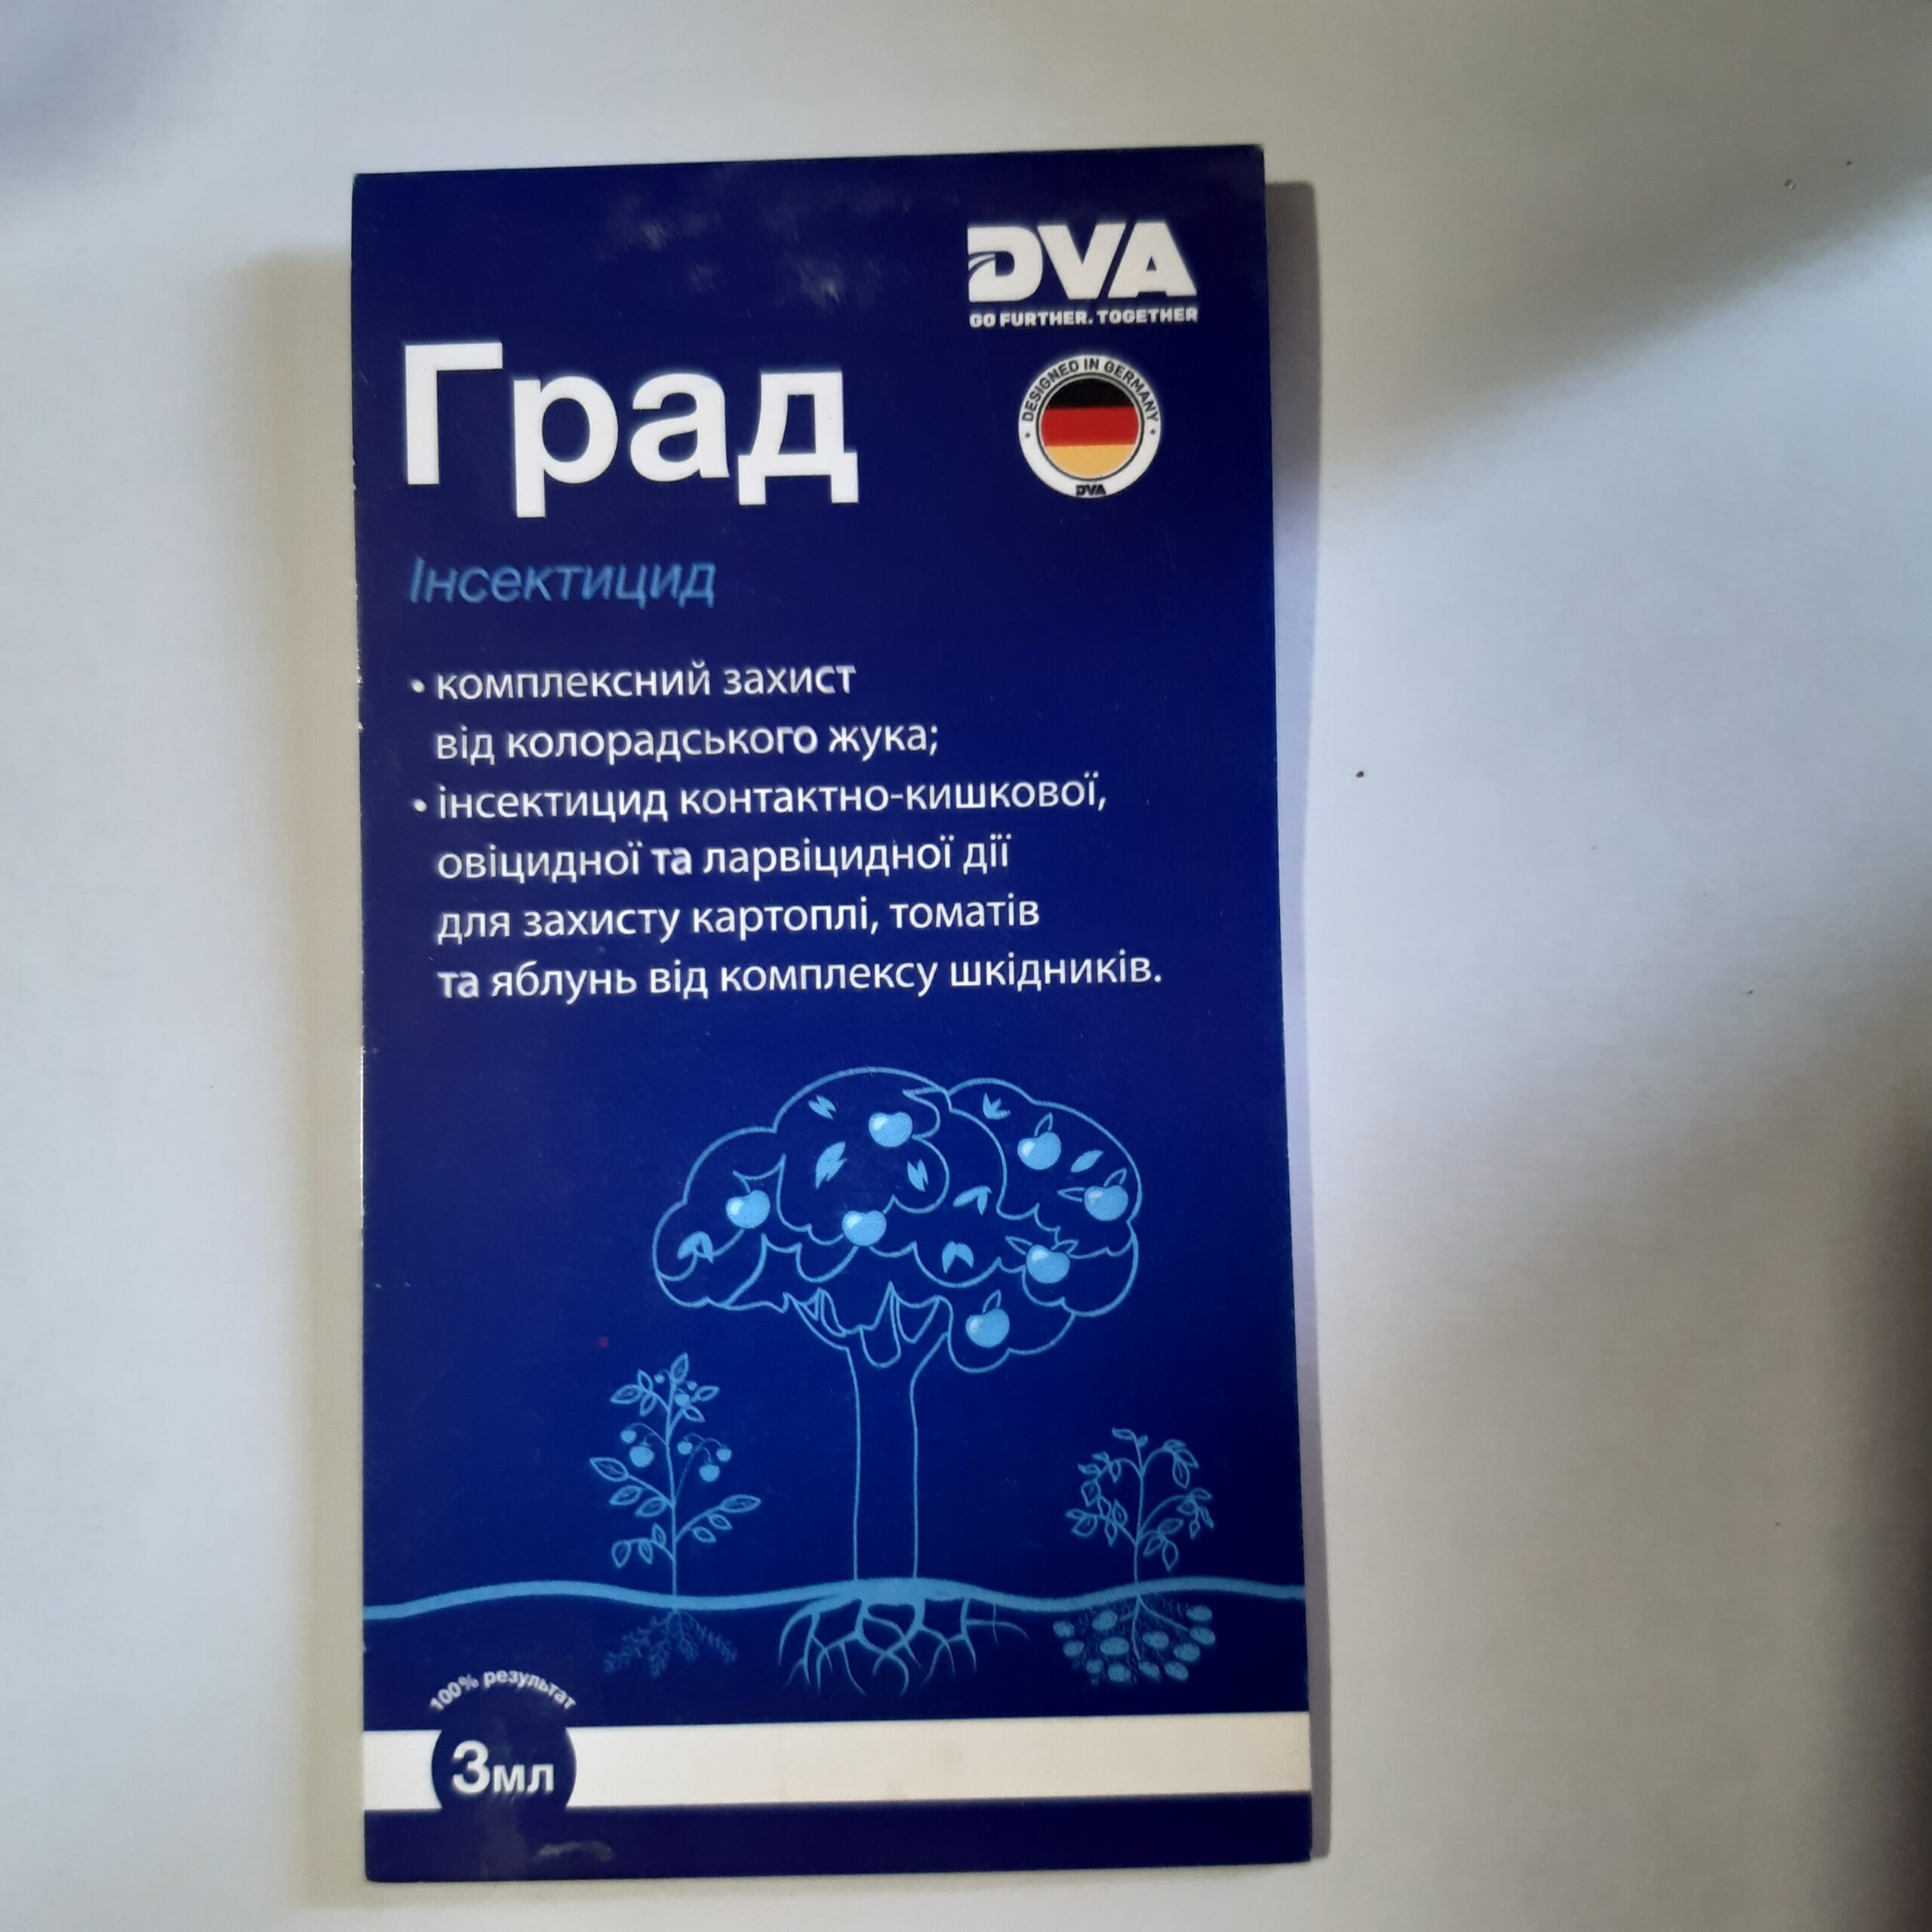 DVA
GO FURTHER. TOGETHER
Град
DESIGNED IN GERMANY
DVA
Інсектицид
• комплексний захист
від колорадського жука;
• інсектицид контактно-кишкової,
овіцидної та ларвіцидної дії
для захисту картоплі, томатів
та яблунь від комплексу шкідників.
100% результат
3мл